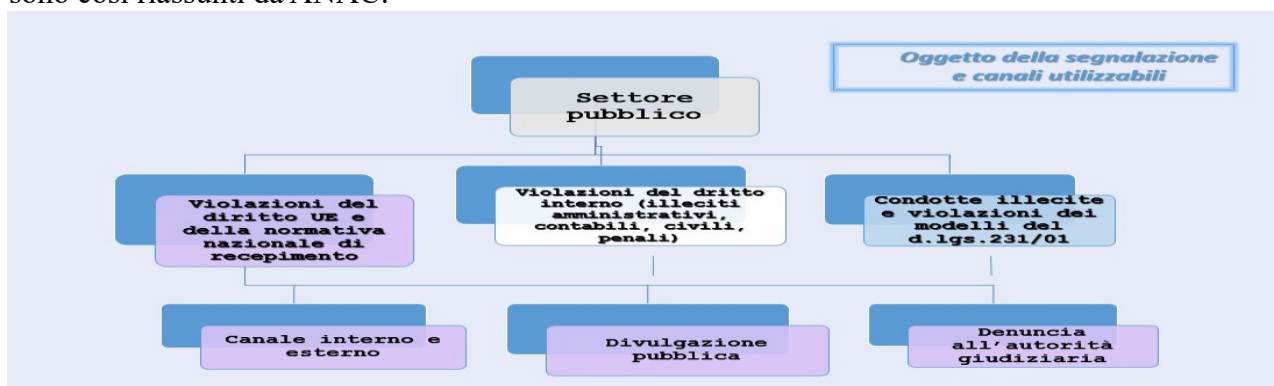 sono così riassunti da ANAC:
Oggetto della segnalazione
e canali utilizzabili
Settore
pubblico
Violazioni del
diritto UE e
della normativa
nazionale di
recepimento
Violazioni del dritto
interno (illeciti
amministrativi,
contabili, civili,
penali)
Condotte illecite
e violazioni dei
modelli del
d.lgs.231/01
Canale interno e
esterno
Divulgazione
pubblica
Denuncia
all'autorità
giudiziaria